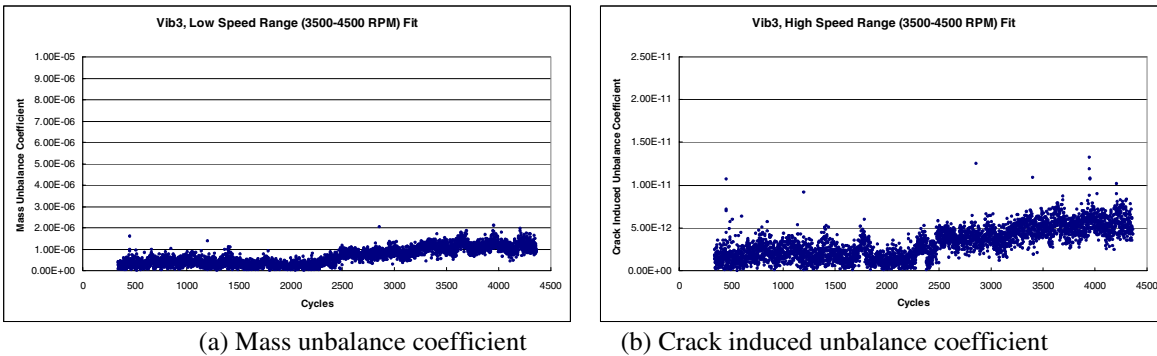 Vib3, Low Speed Range (3500-4500 RPM) Fit
1.00E-05
9.00E-06
8.00E-06
7.00E-06
6.00E-06
5.00E-06
4.00E-06
3.00E-06
2.00E-06
1.00E-06
0.00E+00
Mass Unbalance Coefficient
0 500 1000 1500 2000 2500 3000 3500 4000 4500
Cycles
(a) Mass unbalance coefficient
Vib3, High Speed Range (3500-4500 RPM) Fit
2.50E-11
2.00E-11
1.50E-11
1.00E-11
5.00E-12
0.00E+00
Crack induced Unbalance Coefficient
0 500 1000 1500 2000 2500 3000 3500 4000 4500
Cycles
(b) Crack induced unbalance coefficient